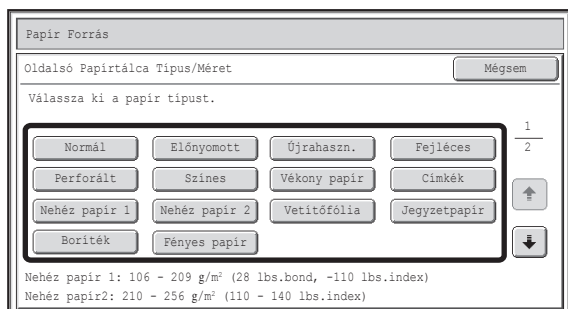 Papír Forrás
Oldalsó Papírtálca Típus/Méret Mégsem
Válassza ki a papír típust.
1
2
Normál Előnyomott Újrahaszn. Fejléces
Perforált Színes Vékony papír Címkék
Nehéz papír 1 Nehéz papír 2 Vetítőfólia Jegyzetpapír
Boríték Fényes papír
Nehéz papír 1: 106 - 209 g/m² (28 lbs.bond, -110 lbs.index)
Nehéz papír2: 210 - 256 g/m² (110 - 140 lbs.index)